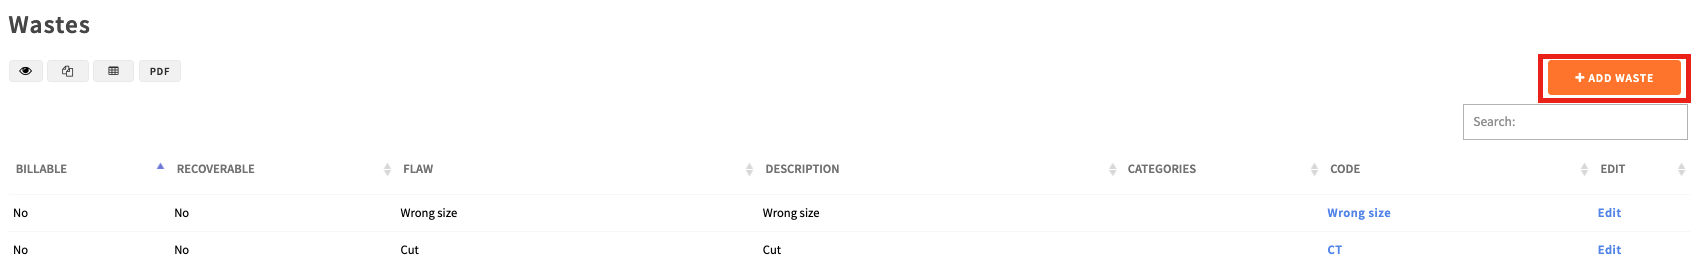 Wastes
PDF
+ ADD WASTE
Search:
BILLABLE RECOVERABLE FLAW DESCRIPTION CATEGORIES CODE EDIT
No No Wrong size Wrong size Wrong size Edit
No No Cut Cut CT Edit